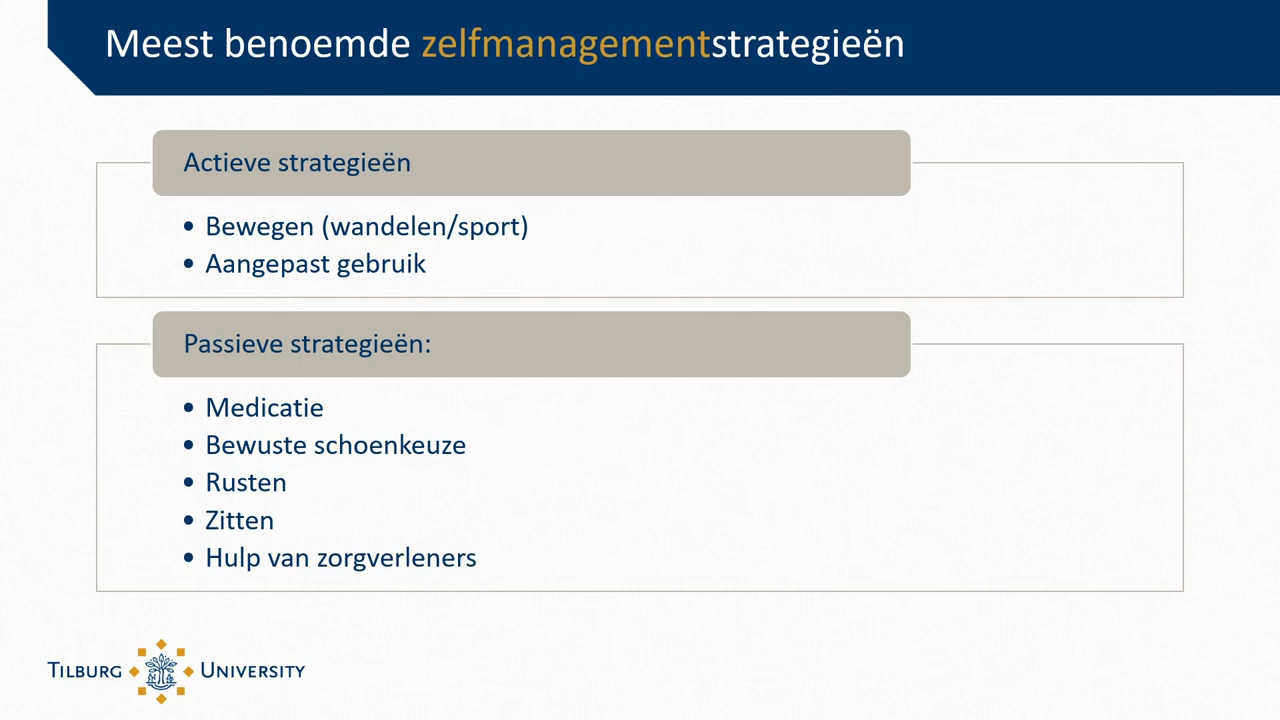 Meest benoemde zelfmanagementstrategieën
Actieve strategieën
• Bewegen (wandelen/sport)
• Aangepast gebruik
Passieve strategieën:
• Medicatie
• Bewuste schoenkeuze
• Rusten
• Zitten
• Hulp van zorgverleners
TILBURG UNIVERSITY